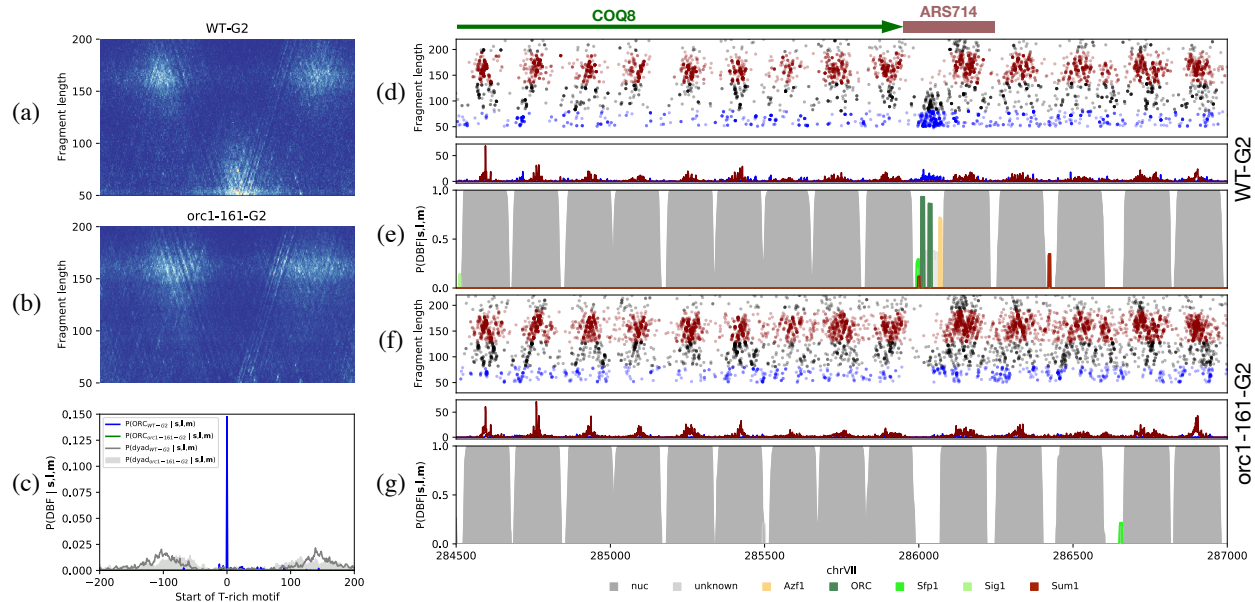 WT-G2
(a)
Fragment length
200
150
100
50
orc1-161-G2
(b)
Fragment length
200
150
100
50
(c)
P(DBF | s,l,m)
0.150
0.125
0.100
0.075
0.050
0.025
0.000
P(ORC_WT-G2 | s,l,m)
P(ORC_orc1-161-G2 | s,l,m)
P(dyad_WT-G2 | s,l,m)
P(dyad_orc1-161-G2 | s,l,m)
-200 -100 0 100 200
Start of T-rich motif
COQ8 ARS714
(d)
Fragment length
200
150
100
50
(e)
P(DBF|s,l,m)
1.0
0.5
0.0
WT-G2
(f)
Fragment length
200
150
100
50
(g)
P(DBF|s,l,m)
1.0
0.5
0.0
orc1-161-G2
284500 285000 285500 286000 286500 287000
chrVII
nuc unknown Azf1 ORC Sfp1 Sig1 Sum1